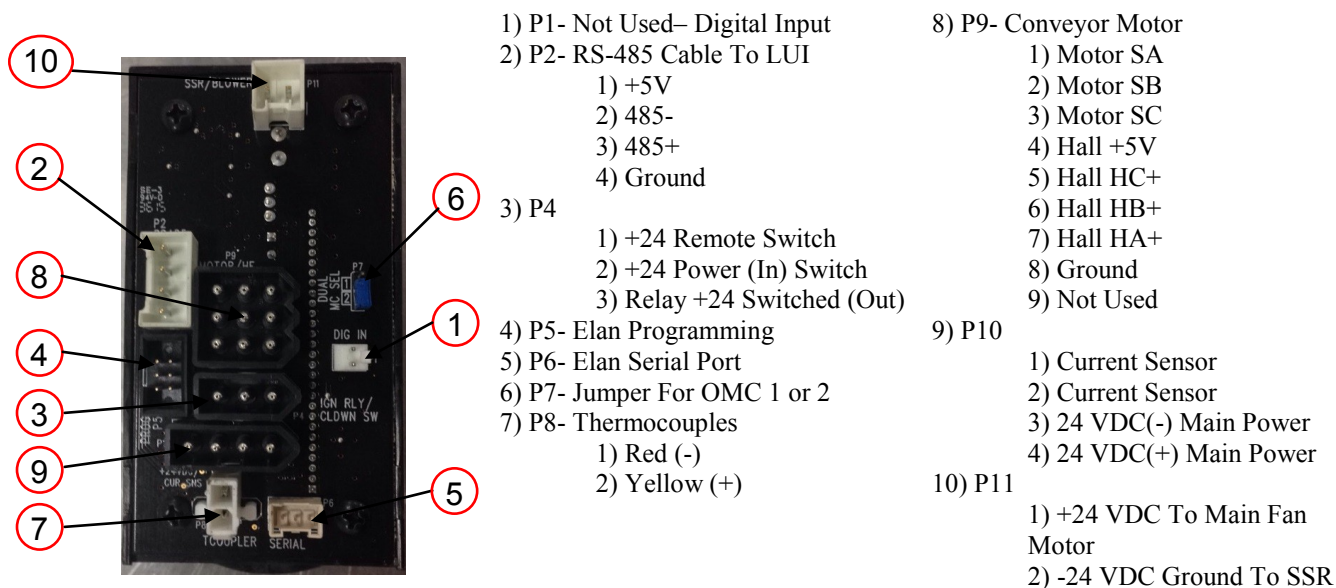 10
SSR/BLOWER
P11
2
P2
6
P9
MOTOR/HE
P7
DUAL
MC SEL
1
2
8
DIG IN
1
4
3
IGN RLY/
CLDWN SW
P4
P5
9
+24VDC/
CUR SNS
P6
5
P8
7
TCOUPLER
SERIAL
1) P1- Not Used– Digital Input
2) P2- RS-485 Cable To LUI
1) +5V
2) 485-
3) 485+
4) Ground
3) P4
1) +24 Remote Switch
2) +24 Power (In) Switch
3) Relay +24 Switched (Out)
4) P5- Elan Programming
5) P6- Elan Serial Port
6) P7- Jumper For OMC 1 or 2
7) P8- Thermocouples
1) Red (-)
2) Yellow (+)
8) P9- Conveyor Motor
1) Motor SA
2) Motor SB
3) Motor SC
4) Hall +5V
5) Hall HC+
6) Hall HB+
7) Hall HA+
8) Ground
9) Not Used
9) P10
1) Current Sensor
2) Current Sensor
3) 24 VDC(-) Main Power
4) 24 VDC(+) Main Power
10) P11
1) +24 VDC To Main Fan
Motor
2) -24 VDC Ground To SSR